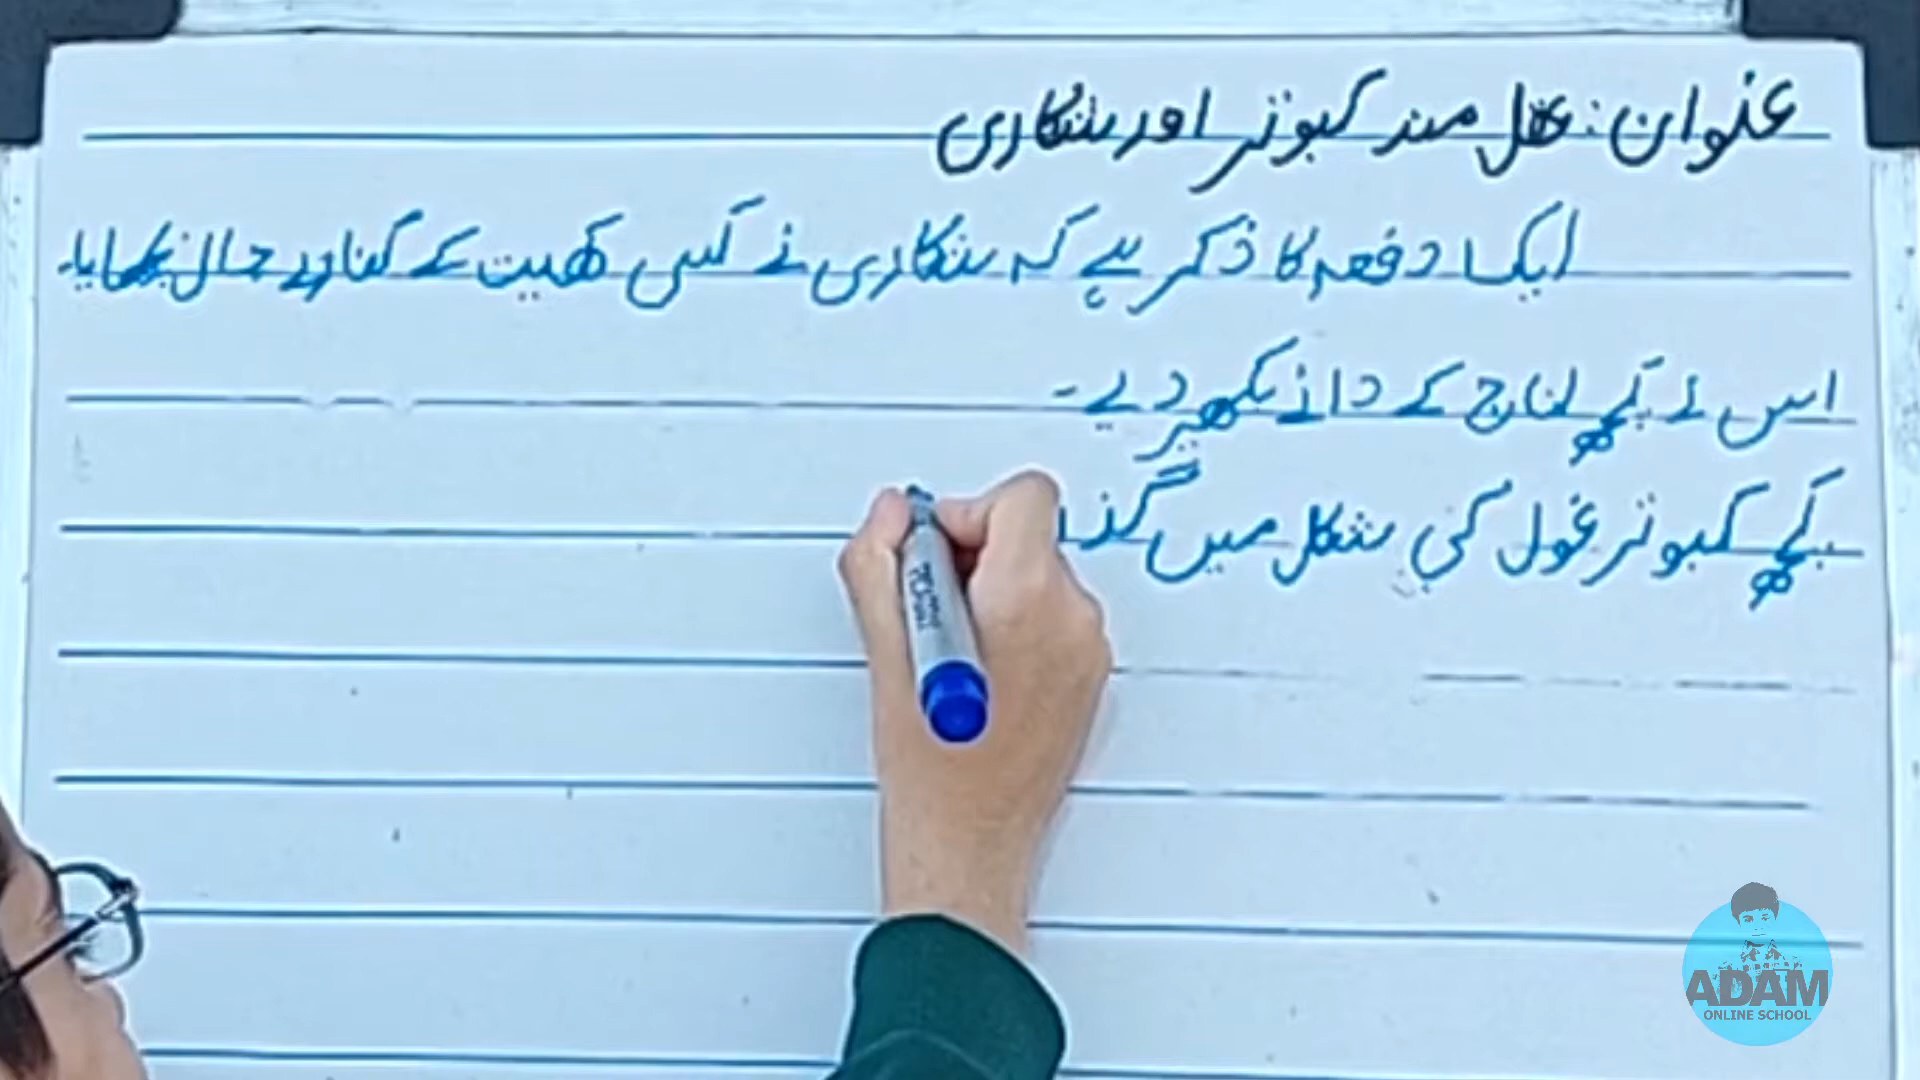 عنوان: عقل مند کبوتر اور شکاری
ایک دفعہ کا ذکر ہے کہ شکاری نے کسی کھیت کے کنارے جال بچھایا۔
اس نے کچھ اناج کے دانے بکھیر دیے۔
کچھ کبوتر غول کی شکل میں
ADAM
ONLINE SCHOOL